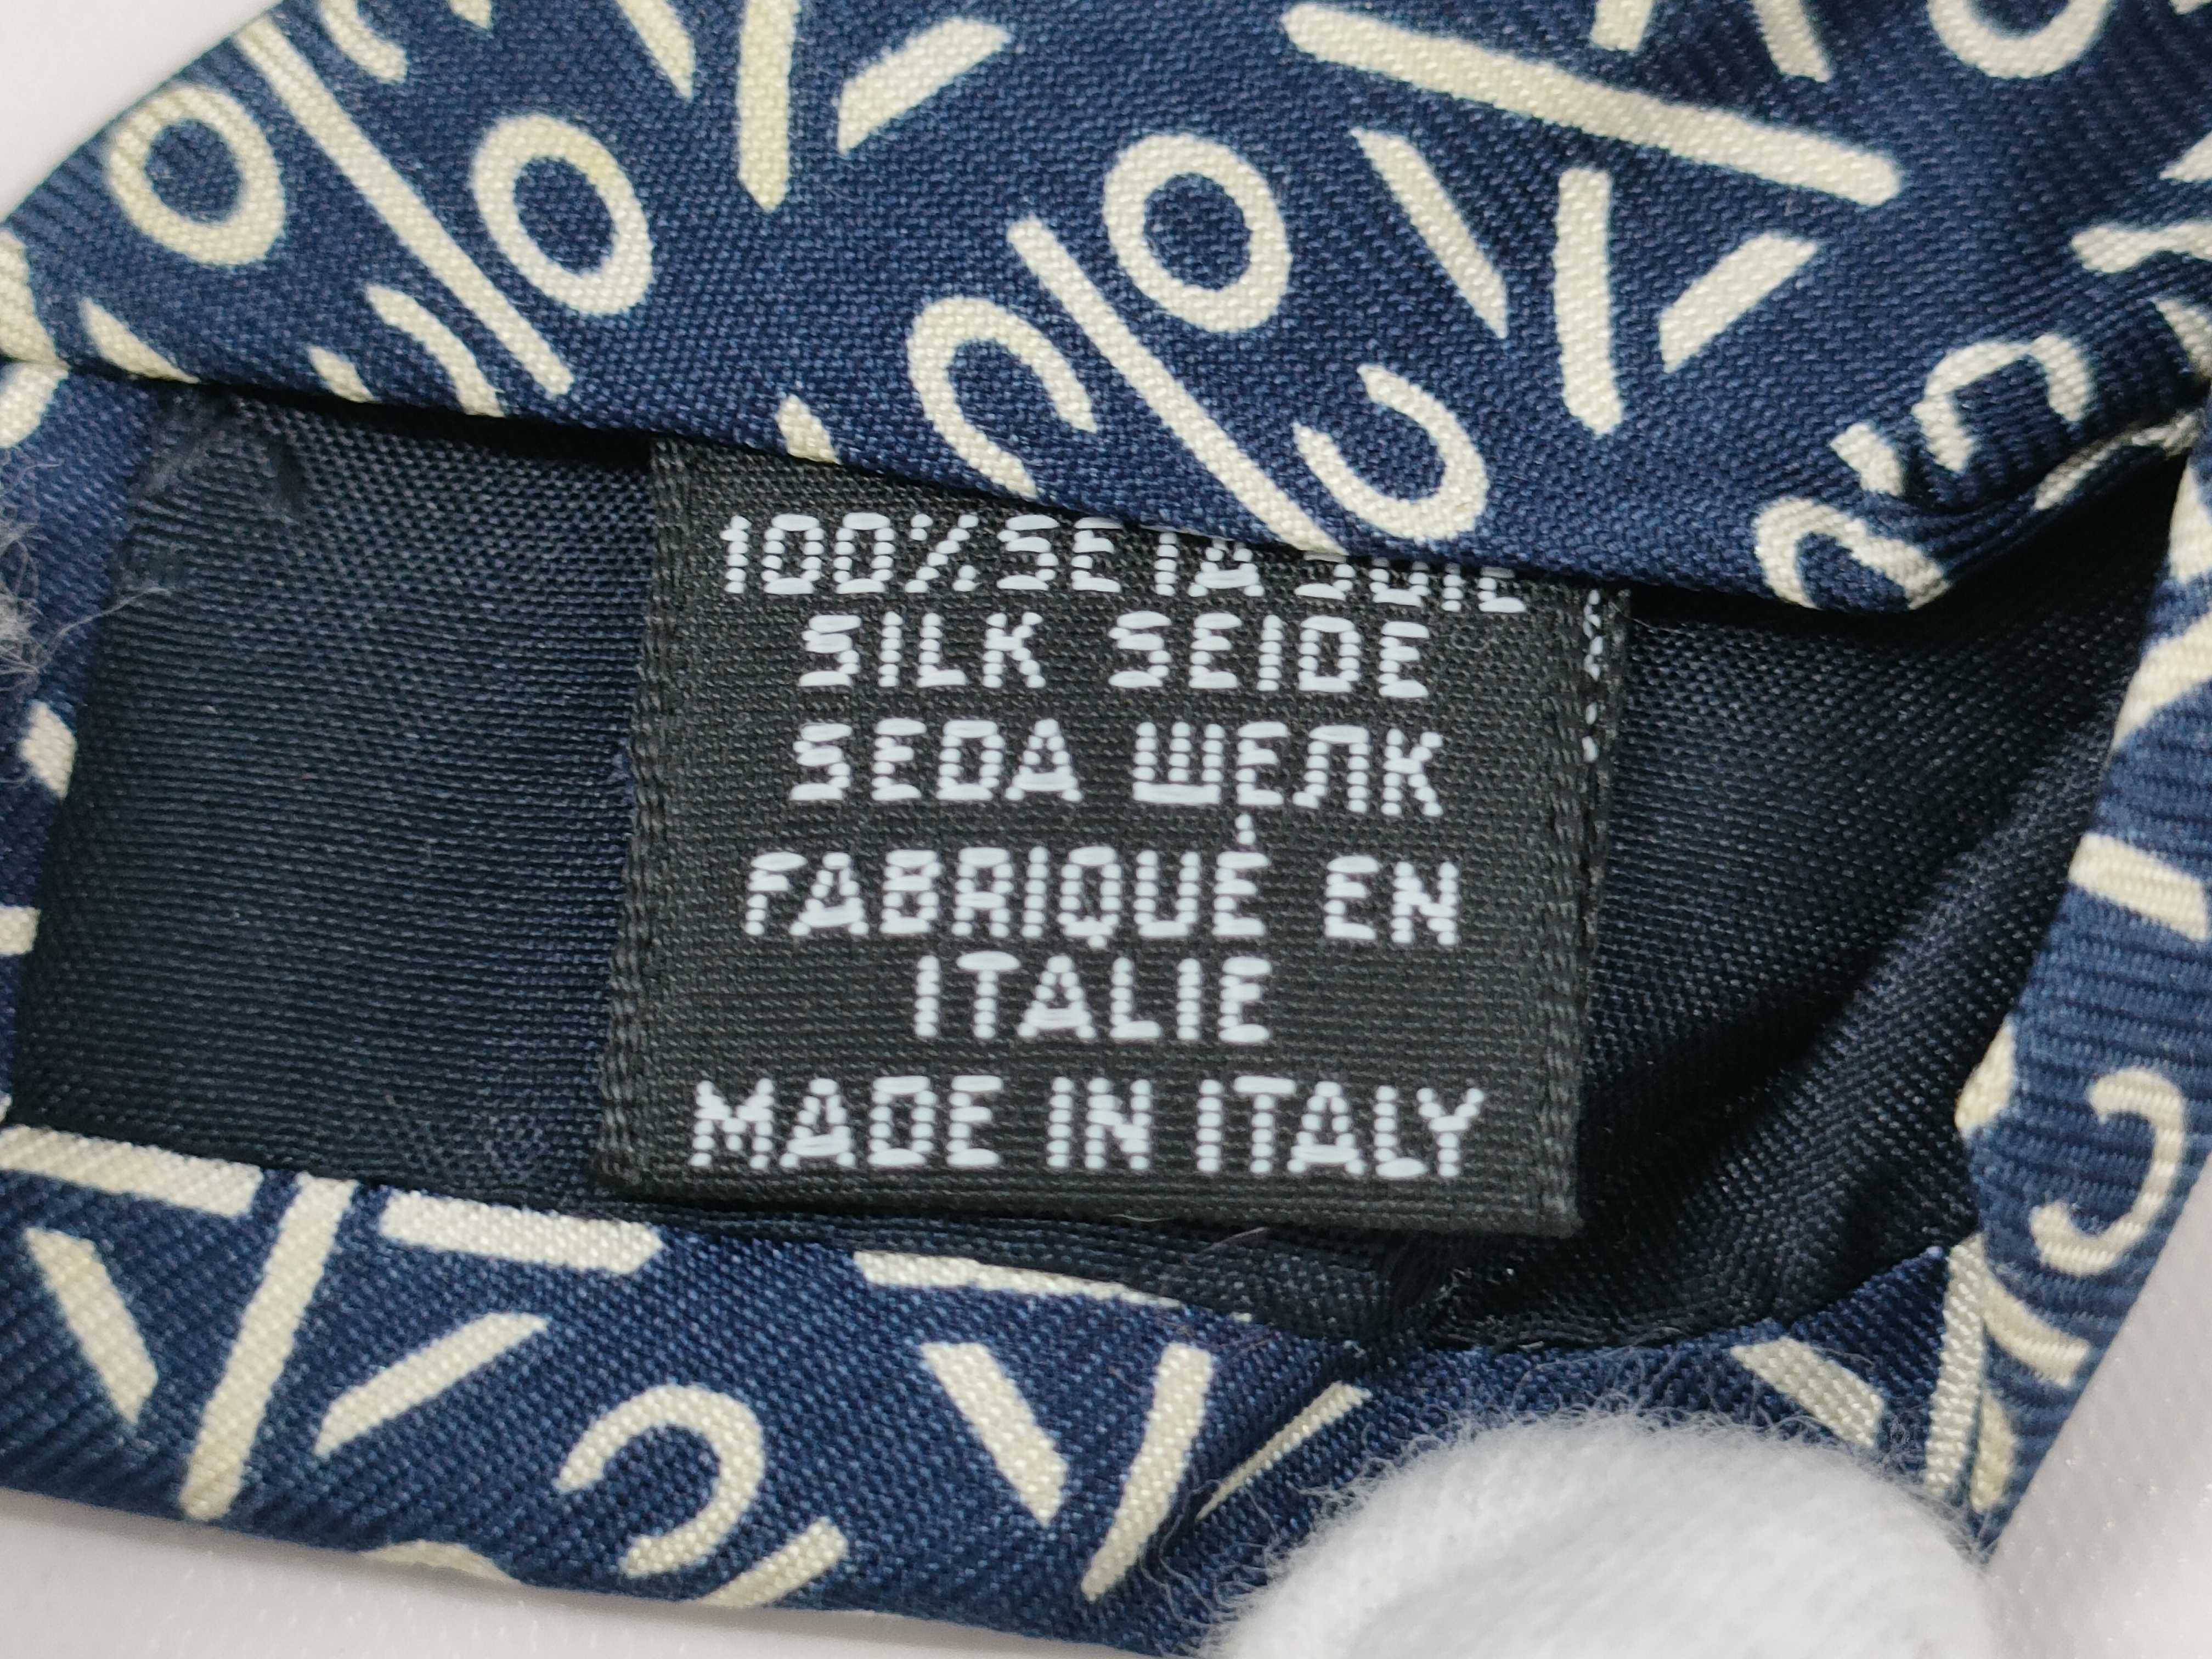 100% SETA SOIE
SILK SEIDE
SEDA ШЕЛК
FABRIQUÉ EN
ITALIE
MADE IN ITALY